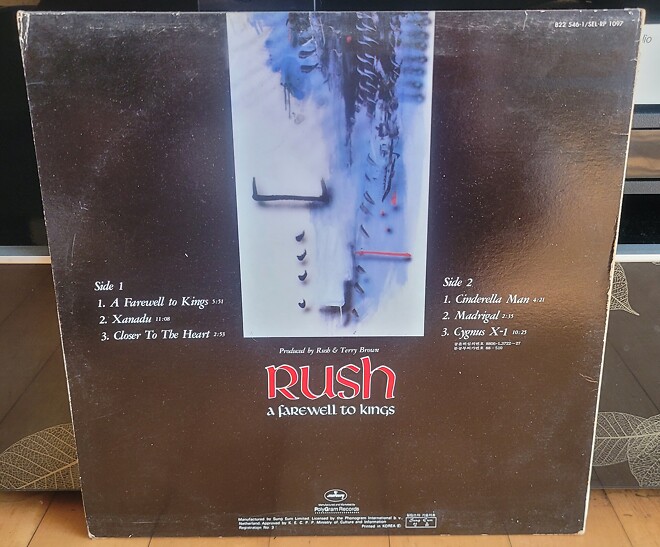 822 546-1/SEL-RP 1097
Side 1
1. A Farewell to Kings 5:51
2. Xanadu 11:08
3. Closer To The Heart 2:53
Side 2
1. Cinderella Man 4:21
2. Madrigal 2:35
3. Cygnus X-1 10:25
Produced by Rush & Terry Brown
RUSH
a farewell to kings
PolyGram Records
Manufactured by Sung Eum Limited. Licensed by the Phonogram International b.v.
Netherland Approved by K. E. C. P. P. Ministry of Culture and Information
Registration No. 3
Printed in KOREA
Sung Eum